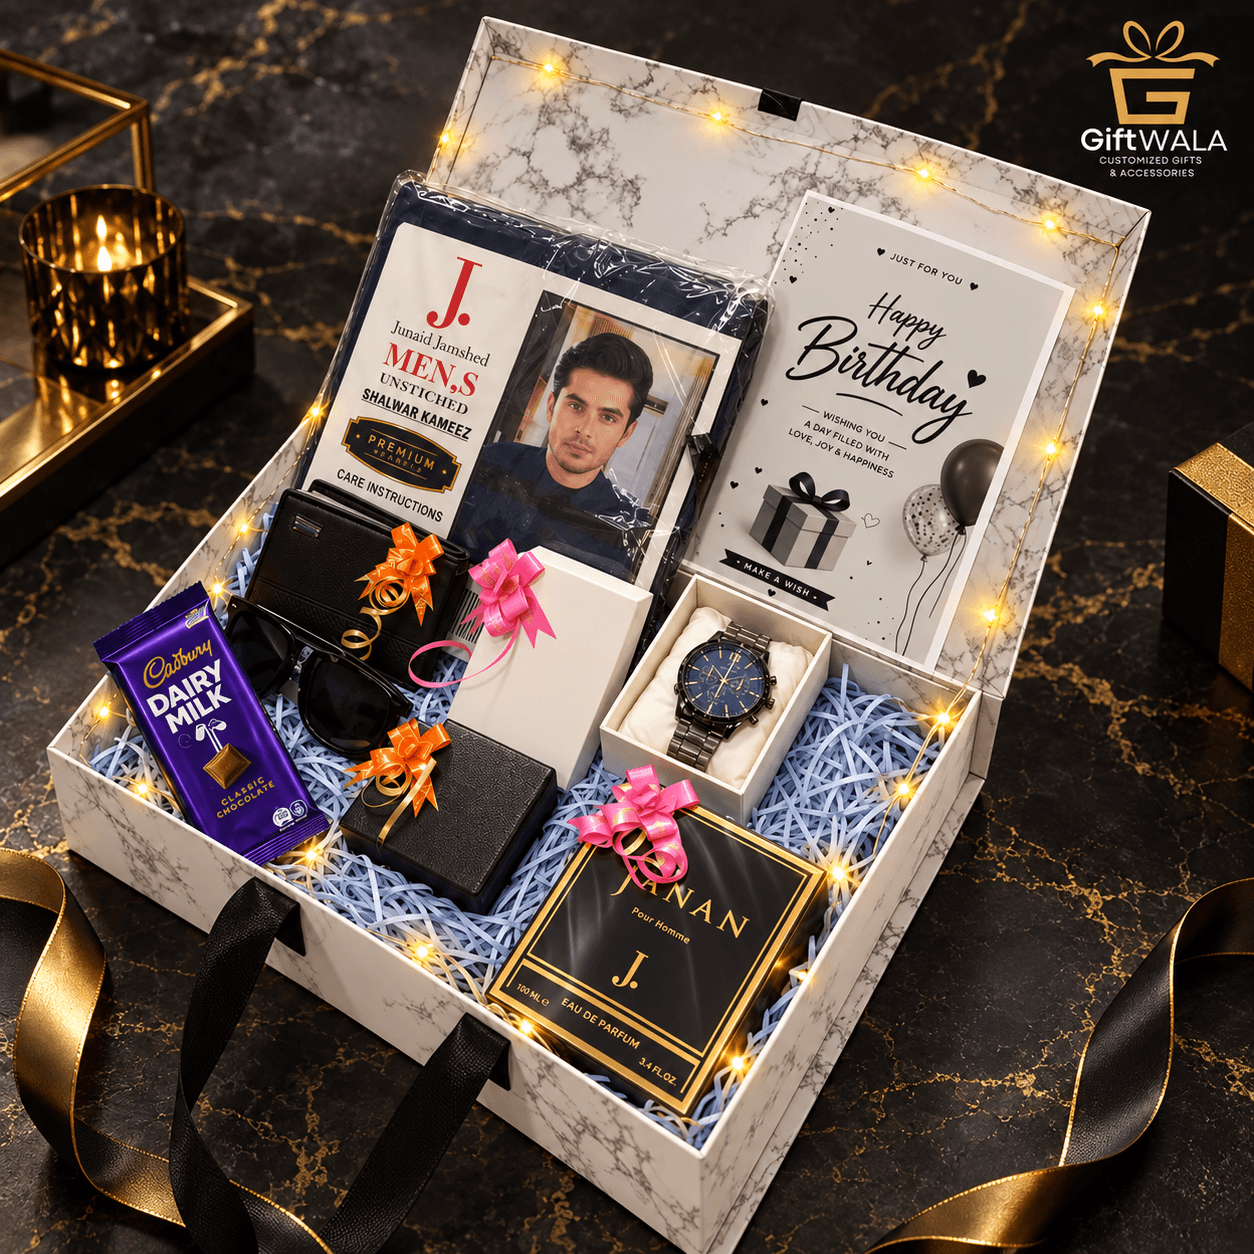 GiftWALA
CUSTOMIZED GIFTS
& ACCESSORIES
J.
Junaid Jamshed
MEN,S
UNSTICHED
SHALWAR KAMEEZ
PREMIUM
CARE INSTRUCTIONS
JUST FOR YOU
Happy
Birthday
WISHING YOU
A DAY FILLED WITH
LOVE, JOY & HAPPINESS
MAKE A WISH
Cadbury
DAIRY
MILK
CLASSIC
CHOCOLATE
JANAN
Pour Homme
J.
100 ML e
EAU DE PARFUM
3.4 FL.OZ.